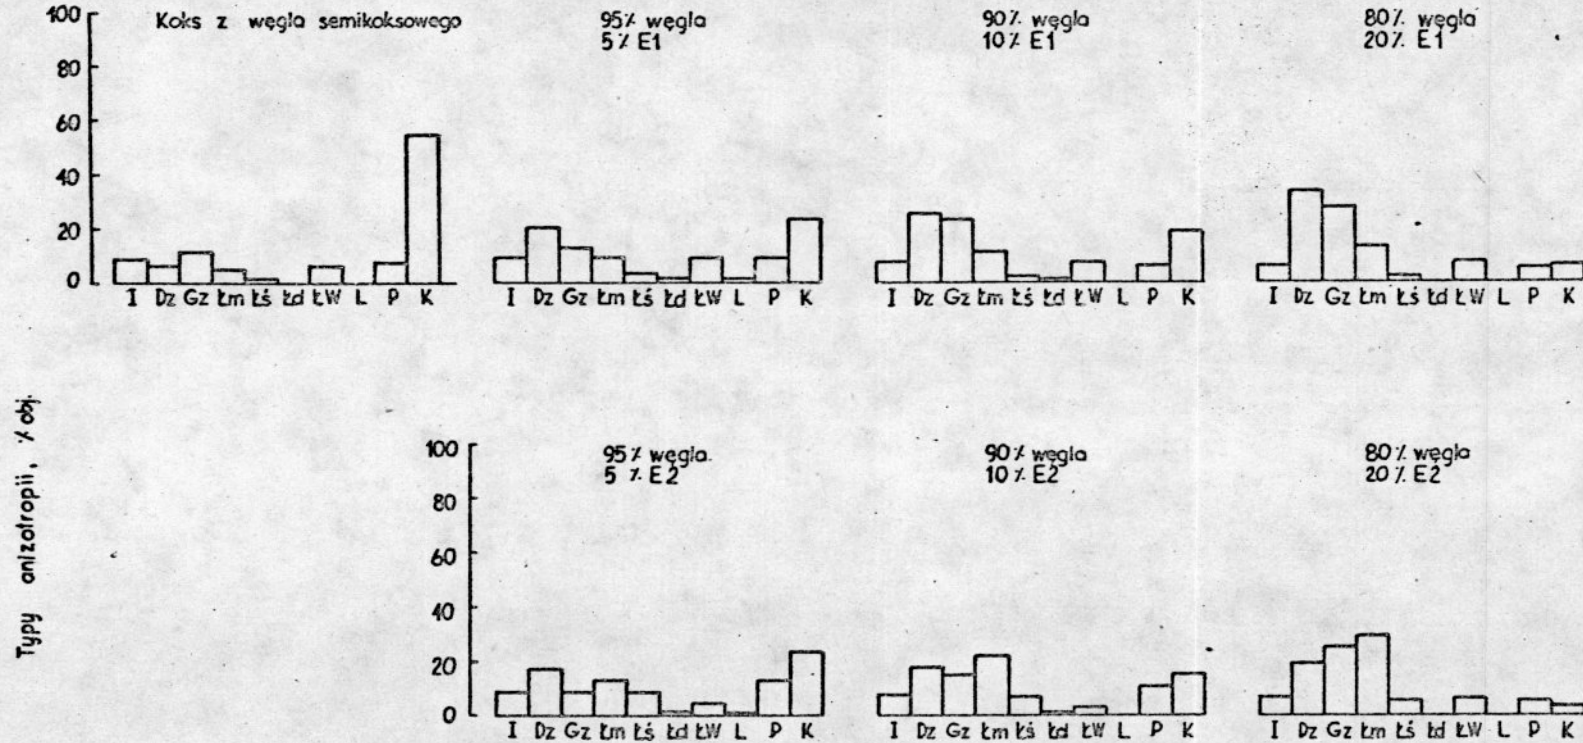 100
80
60
40
20
0
Koks z węgla semikoksowego
I Dz Gz Łm Łś Łd ŁW L P K
95% węgla
5% E1
I Dz Gz Łm Łś Łd ŁW L P K
90% węgla
10% E1
I Dz Gz Łm Łś Łd ŁW L P K
80% węgla
20% E1
I Dz Gz Łm Łś Łd ŁW L P K
Typy anizotropii, % obj.
100
80
60
40
20
0
95% węgla.
5 % E2
I Dz Gz Łm Łś Łd ŁW L P K
90% węgla
10% E2
I Dz Gz Łm Łś Łd ŁW L P K
80% węgla
20% E2
I Dz Gz Łm Łś Łd ŁW L P K